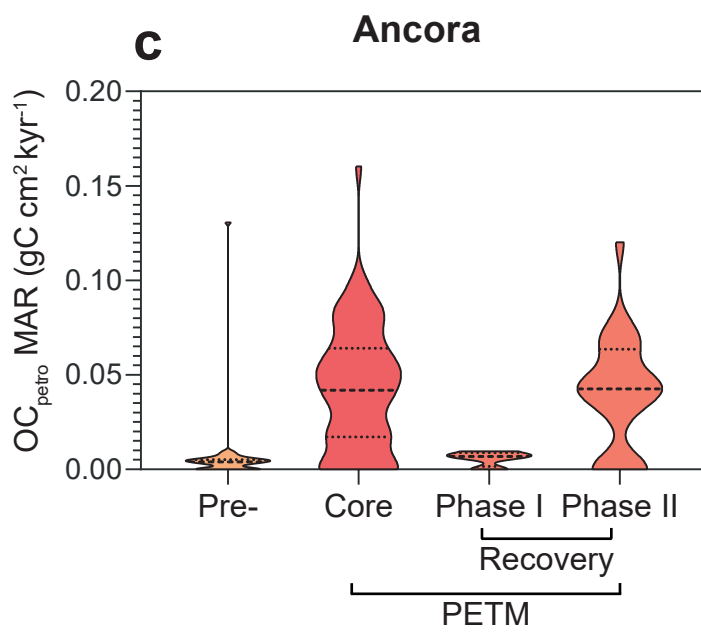 c
Ancora
OC_petro MAR (gC cm² kyr⁻¹)
0.20
0.15
0.10
0.05
0.00
Pre-
Core
Phase I
Phase II
Recovery
PETM